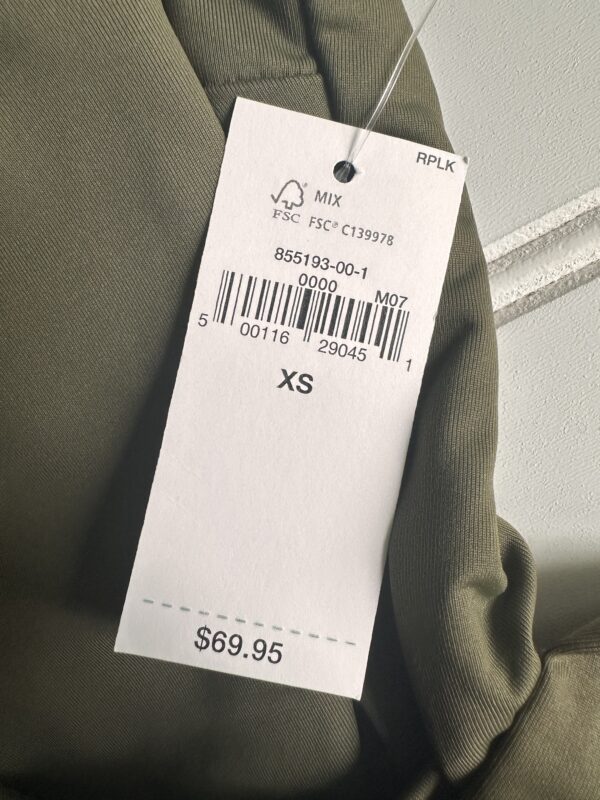 RPLK
MIX
FSC FSC® C139978
855193-00-1
0000
M07
5 00116 29045 1
XS
$69.95